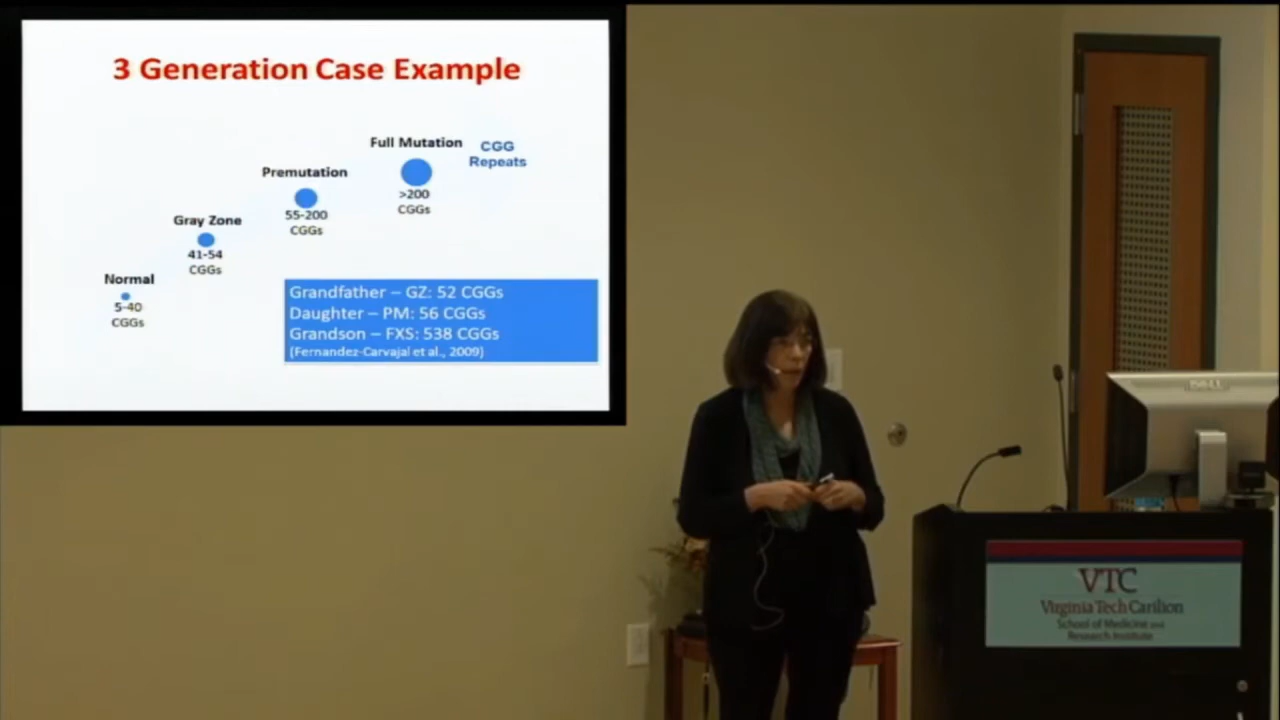 3 Generation Case Example
Full Mutation
CGG
Repeats
>200
CGGs
Premutation
55-200
CGGs
Gray Zone
41-54
CGGs
Normal
5-40
CGGs
Grandfather – GZ: 52 CGGs
Daughter – PM: 56 CGGs
Grandson – FXS: 538 CGGs
(Fernandez-Carvajal et al., 2009)
DELL
VTC
Virginia Tech Carilion
School of Medicine and
Research Institute